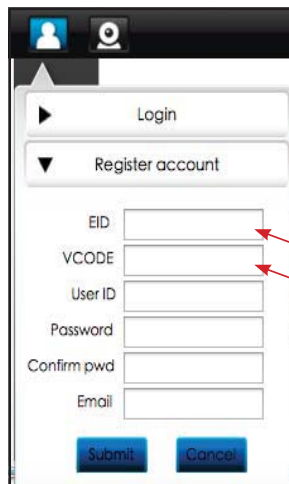 Login
Register account
EID
VCODE
User ID
Password
Confirm pwd
Email
Submit Cancel